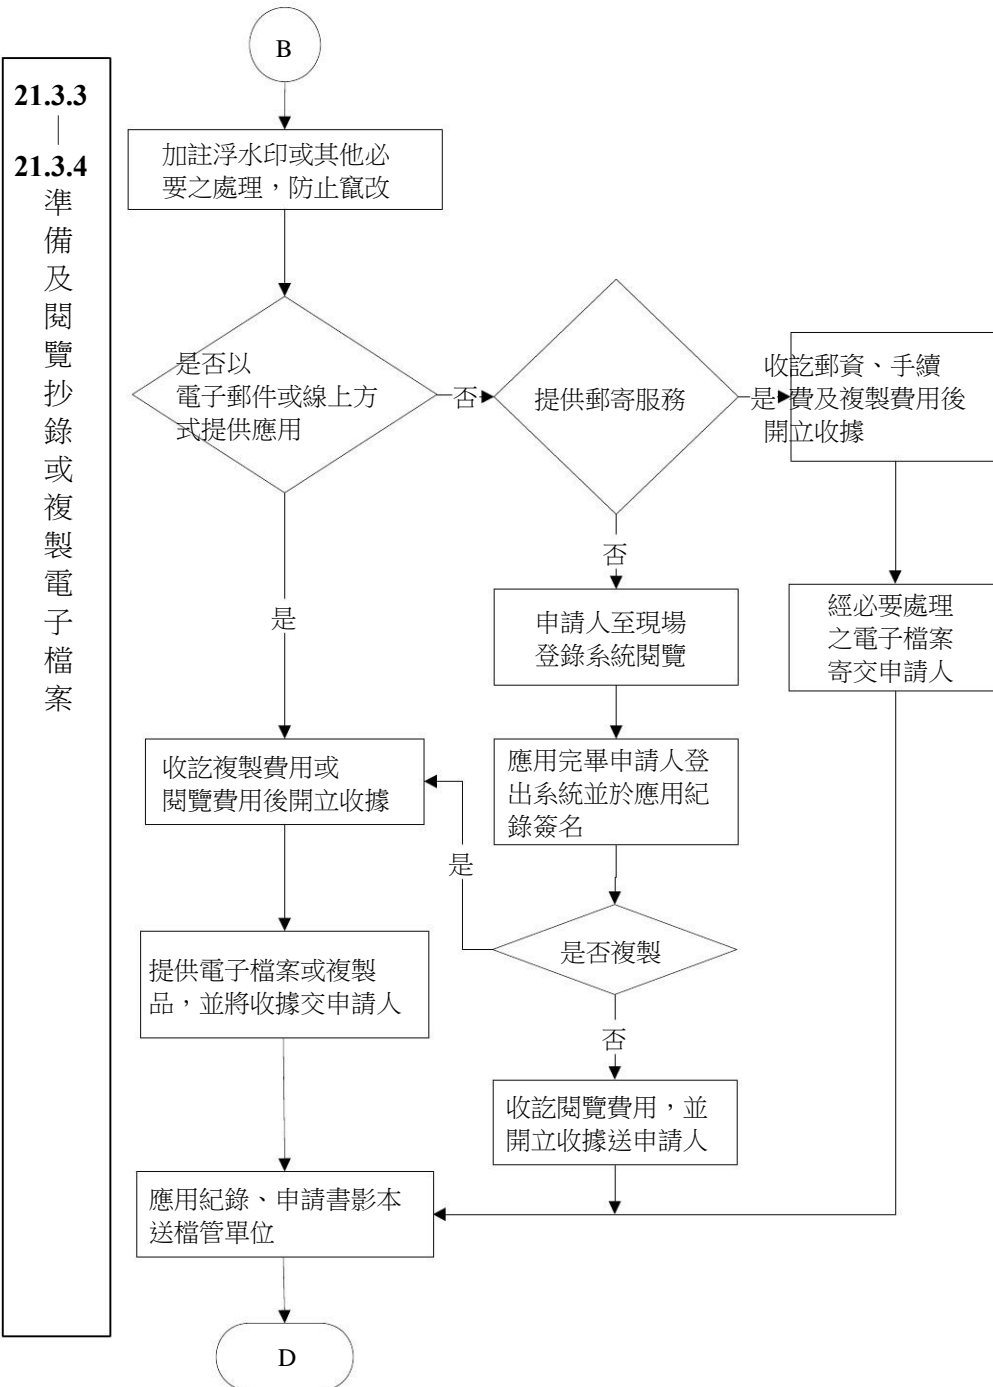 B
21.3.3
｜
21.3.4
準
備
及
閱
覽
抄
錄
或
複
製
電
子
檔
案
加註浮水印或其他必
要之處理，防止竄改
是否以
電子郵件或線上方
式提供應用
否
提供郵寄服務
是
收訖郵資、手續
費及複製費用後
開立收據
否
是
申請人至現場
登錄系統閱覽
經必要處理
之電子檔案
寄交申請人
收訖複製費用或
閱覽費用後開立收據
應用完畢申請人登
出系統並於應用紀
錄簽名
是
是否複製
提供電子檔案或複製
品，並將收據交申請人
否
收訖閱覽費用，並
開立收據送申請人
應用紀錄、申請書影本
送檔管單位
D